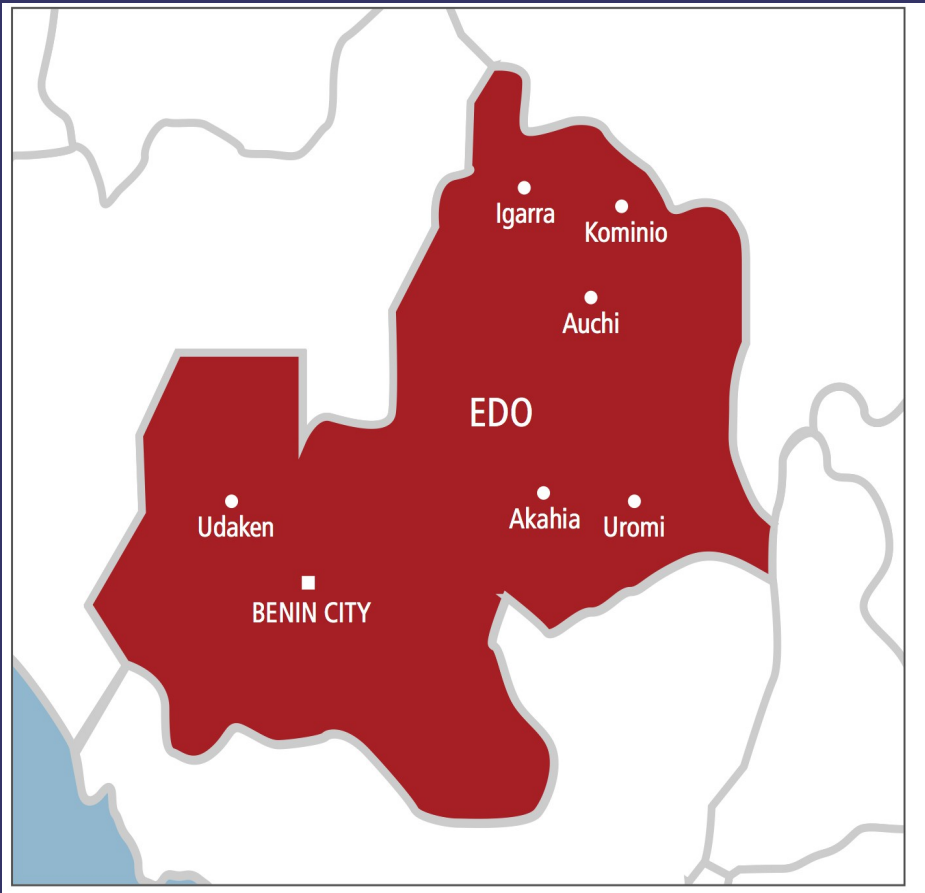 Igarra
Kominio
Auchi
EDO
Akahia
Uromi
Udaken
BENIN CITY